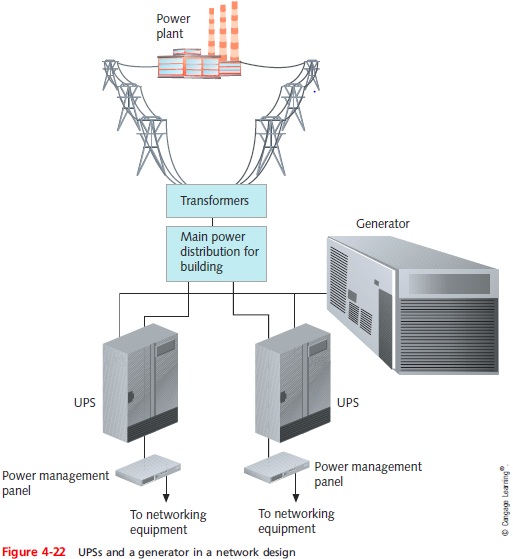 Power
plant
Transformers
Main power
distribution for
building
Generator
UPS
UPS
Power management
panel
Power management
panel
To networking
equipment
To networking
equipment
© Cengage Learning®.
Figure 4-22 UPSs and a generator in a network design